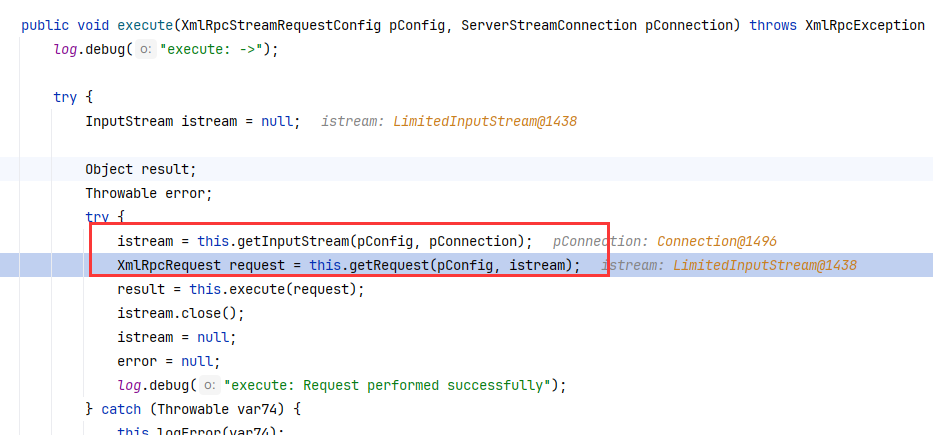 public void execute(XmlRpcStreamRequestConfig pConfig, ServerStreamConnection pConnection) throws XmlRpcException
log.debug( o: "execute: ->");
try {
InputStream istream = null; istream: LimitedInputStream@1438
Object result;
Throwable error;
try {
istream = this.getInputStream(pConfig, pConnection); pConnection: Connection@1496
XmlRpcRequest request = this.getRequest(pConfig, istream); istream: LimitedInputStream@1438
result = this.execute(request);
istream.close();
istream = null;
error = null;
log.debug( o: "execute: Request performed successfully");
} catch (Throwable var74) {
this.logError(var74);